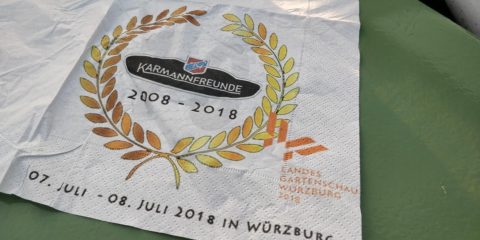 KARMANNFREUNDE
2008 - 2018
LANDES
GARTENSCHAU
WÜRZBURG
2018
07. JULI - 08. JULI 2018 IN WÜRZBURG